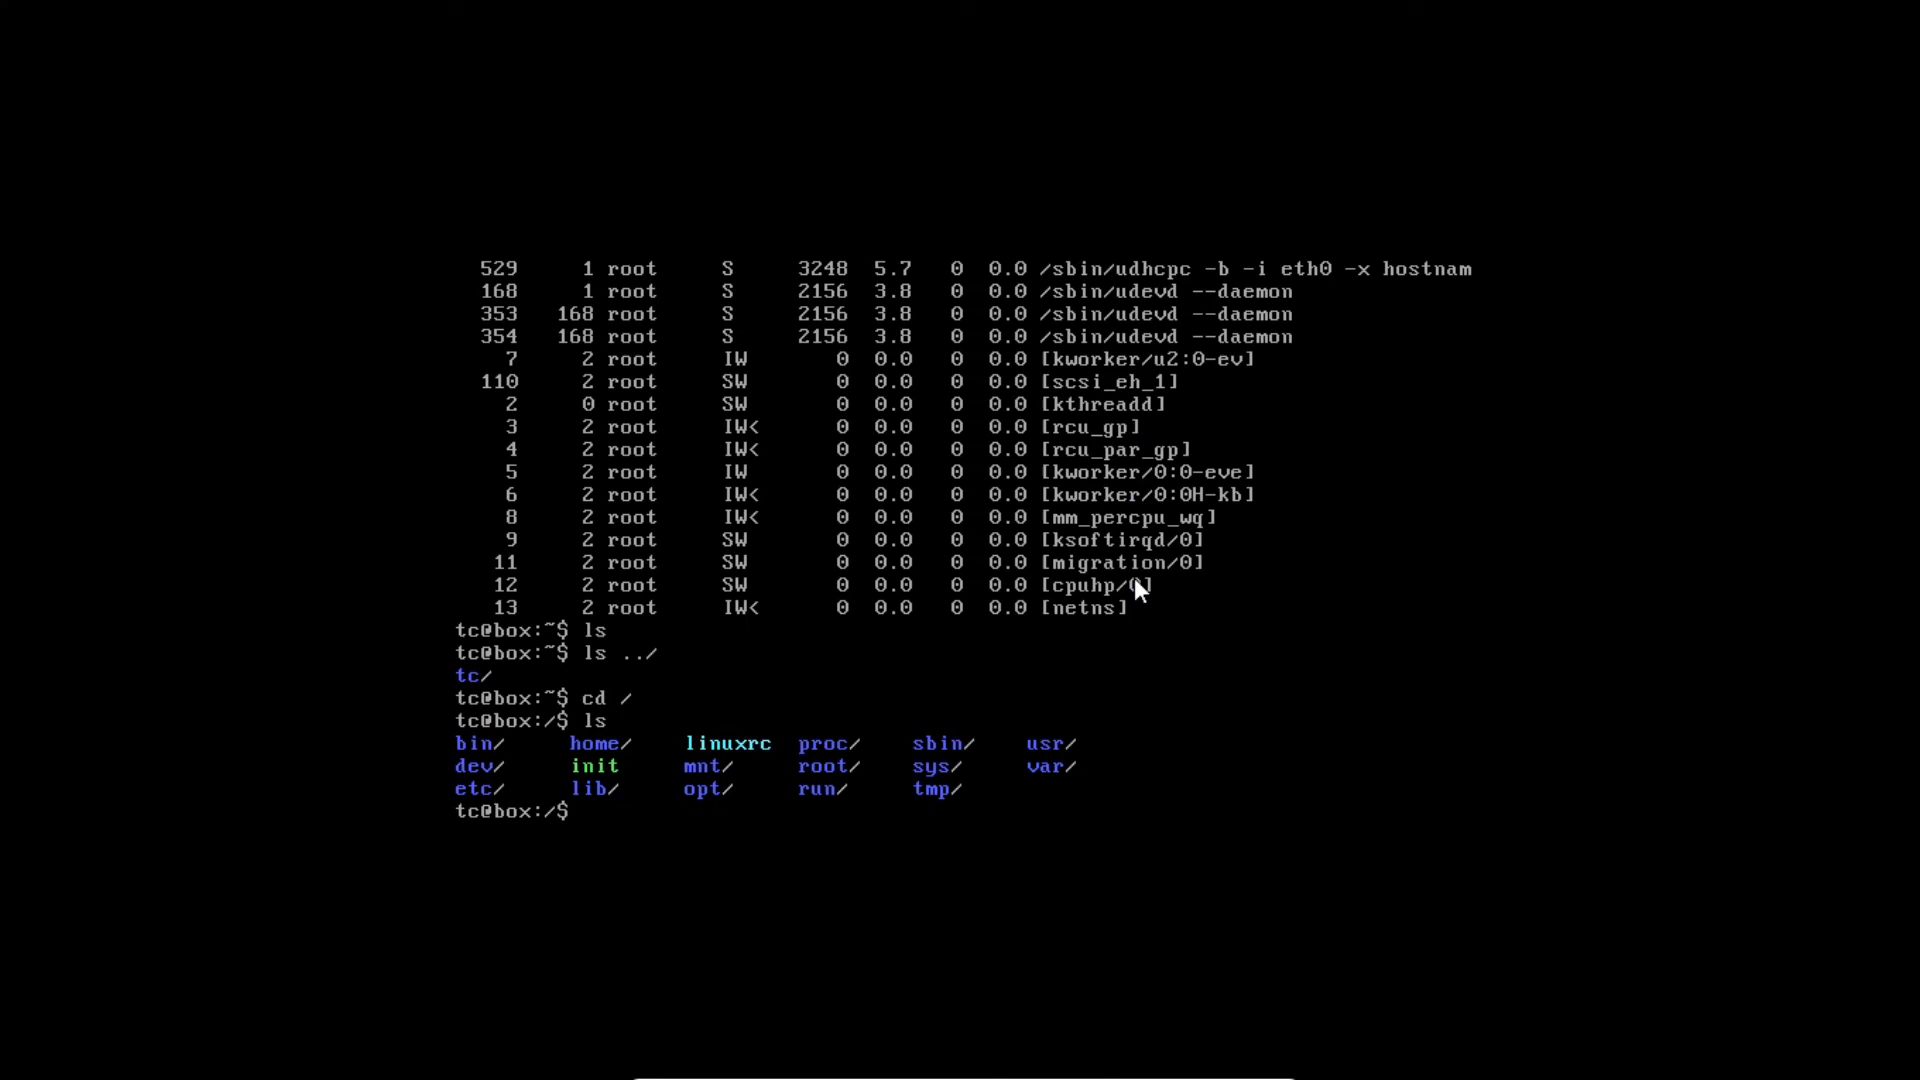 529 1 root S 3248 5.7 0 0.0 /sbin/udhcpc -b -i eth0 -x hostnam
168 1 root S 2156 3.8 0 0.0 /sbin/udevd --daemon
353 168 root S 2156 3.8 0 0.0 /sbin/udevd --daemon
354 168 root S 2156 3.8 0 0.0 /sbin/udevd --daemon
7 2 root IW 0 0.0 0 0.0 [kworker/u2:0-ev]
110 2 root SW 0 0.0 0 0.0 [scsi_eh_1]
2 0 root SW 0 0.0 0 0.0 [kthreadd]
3 2 root IW< 0 0.0 0 0.0 [rcu_gp]
4 2 root IW< 0 0.0 0 0.0 [rcu_par_gp]
5 2 root IW 0 0.0 0 0.0 [kworker/0:0-eve]
6 2 root IW< 0 0.0 0 0.0 [kworker/0:0H-kb]
8 2 root IW< 0 0.0 0 0.0 [mm_percpu_wq]
9 2 root SW 0 0.0 0 0.0 [ksoftirqd/0]
11 2 root SW 0 0.0 0 0.0 [migration/0]
12 2 root SW 0 0.0 0 0.0 [cpuhp/0]
13 2 root IW< 0 0.0 0 0.0 [netns]
tc@box:~$ ls
tc@box:~$ ls ../
tc/
tc@box:~$ cd /
tc@box:/$ ls
bin/ home/ linuxrc proc/ sbin/ usr/
dev/ init mnt/ root/ sys/ var/
etc/ lib/ opt/ run/ tmp/
tc@box:/$